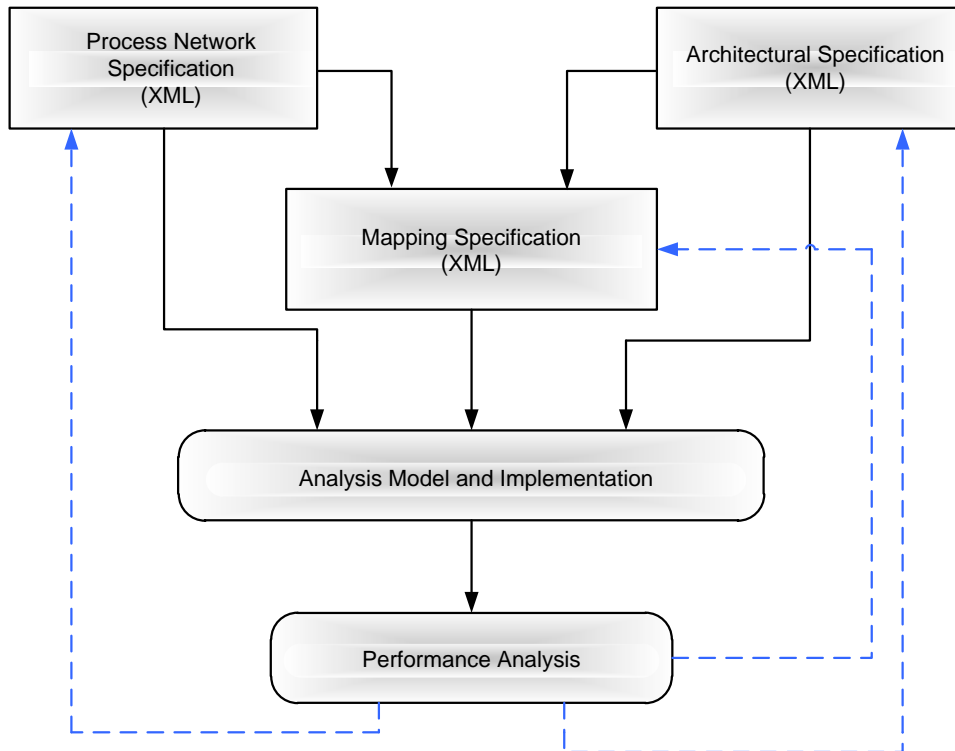 Process Network
Specification
(XML)
Architectural Specification
(XML)
Mapping Specification
(XML)
Analysis Model and Implementation
Performance Analysis